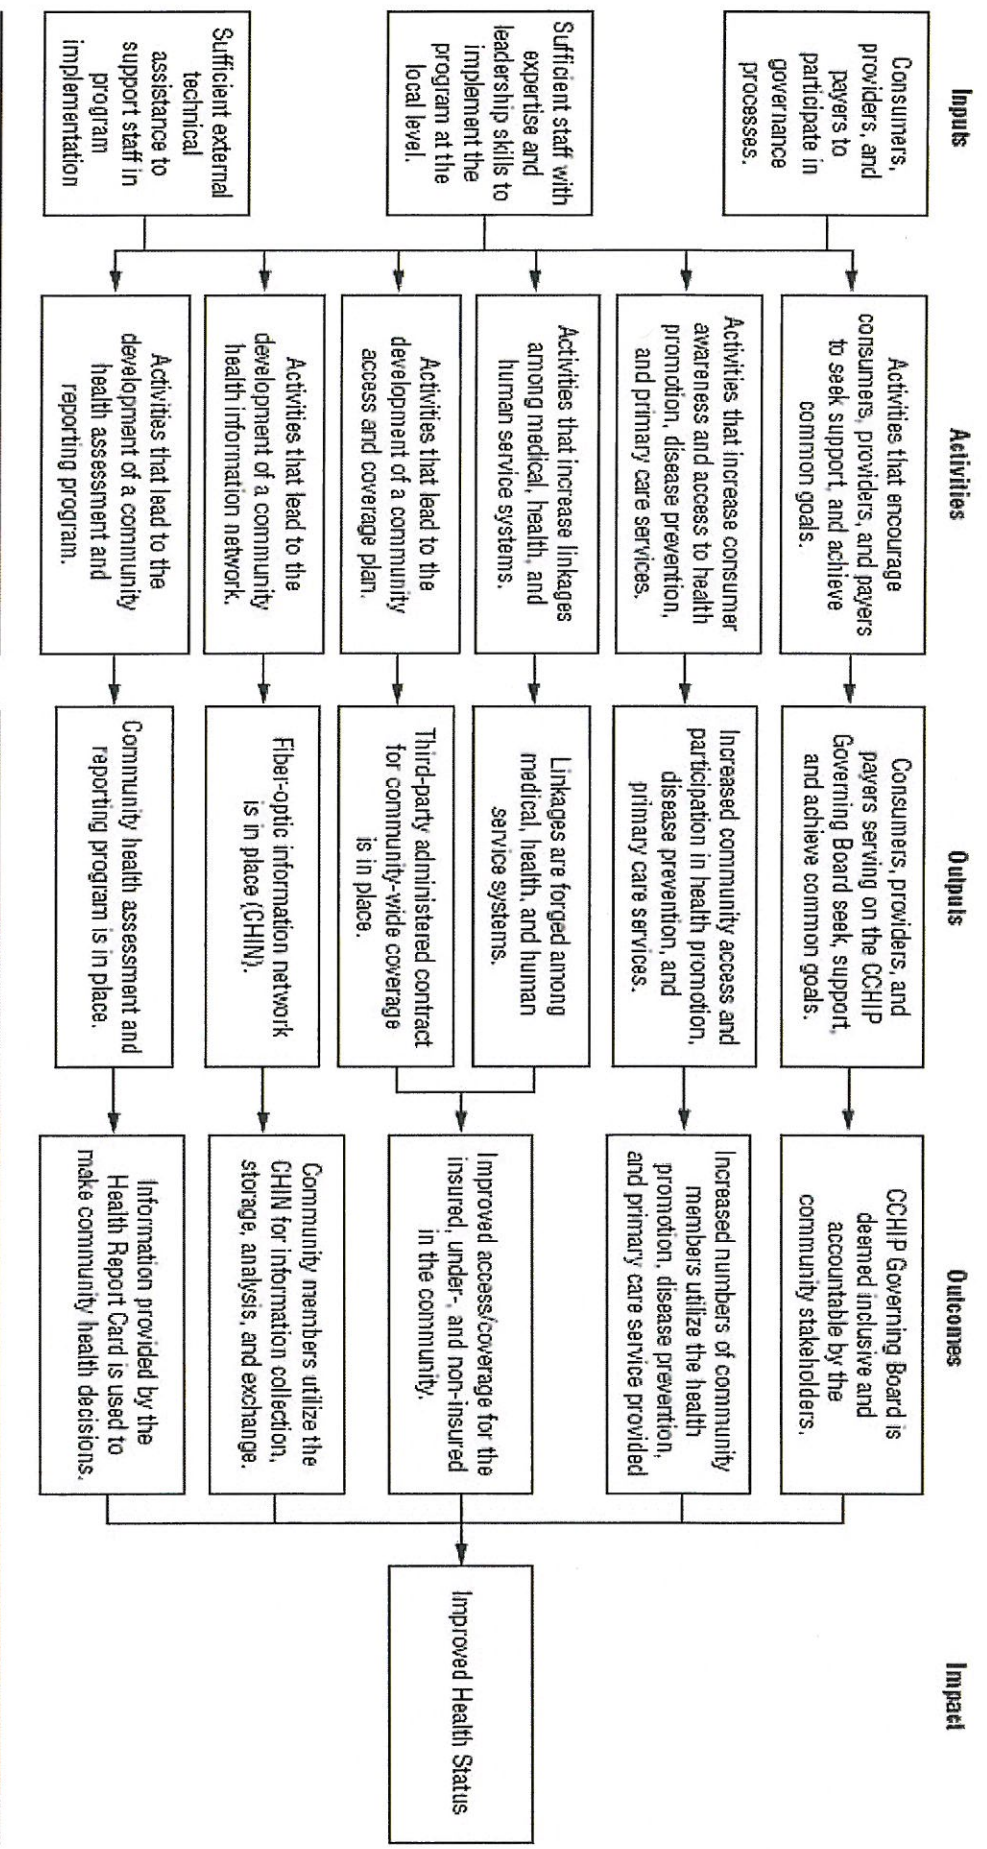 Inputs
Consumers,
providers, and
payers to
participate in
governance
processes.
Sufficient staff with
expertise and
leadership skills to
implement the
program at the
local level.
Sufficient external
technical
assistance to
support staff in
program
implementation
Activities
Activities that encourage
consumers, providers, and payers
to seek support, and achieve
common goals.
Activities that increase consumer
awareness and access to health
promotion, disease prevention,
and primary care services.
Activities that increase linkages
among medical, health, and
human service systems.
Activities that lead to the
development of a community
access and coverage plan.
Activities that lead to the
development of a community
health information network.
Activities that lead to the
development of a community
health assessment and
reporting program.
Outputs
Consumers, providers, and
payers serving on the CCHIP
Governing Board seek, support,
and achieve common goals.
Increased community access and
participation in health promotion,
disease prevention, and
primary care services.
Linkages are forged among
medical, health, and human
service systems.
Third-party administered contract
for community-wide coverage
is in place.
Fiber-optic information network
is in place (CHIN).
Community health assessment and
reporting program is in place.
Outcomes
CCHIP Governing Board is
deemed inclusive and
accountable by the
community stakeholders.
Increased numbers of community
members utilize the health
promotion, disease prevention,
and primary care service provided
Improved access/coverage for the
insured, under-, and non-insured
in the community.
Community members utilize the
CHIN for information collection,
storage, analysis, and exchange.
Information provided by the
Health Report Card is used to
make community health decisions.
Impact
Improved Health Status